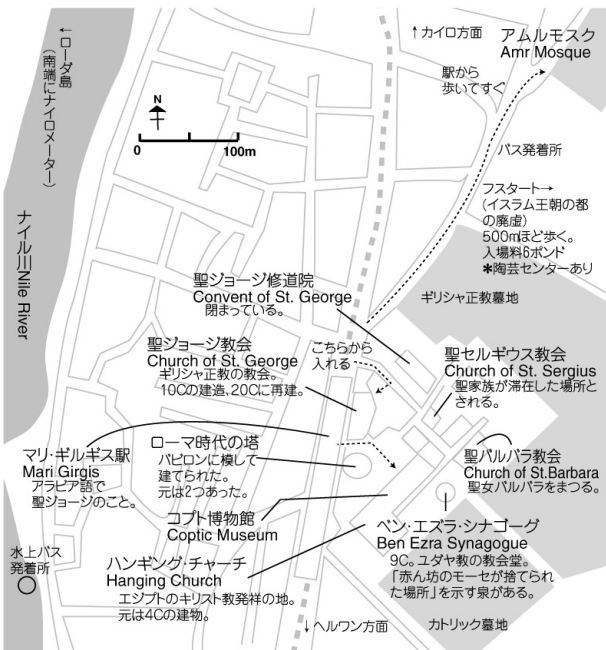 ←ローダ島
（南端にナイロメーター）
ナイル川Nile River
N
0 100m
↑カイロ方面
アムルモスク
Amr Mosque
駅から
歩いてすぐ
バス発着所
フスタート→
(イスラム王朝の都
の廃虚)
500mほど歩く。
入場料6ポンド
＊陶芸センターあり
ギリシャ正教墓地
聖ジョージ修道院
Convent of St. George
閉まっている。
聖ジョージ教会
Church of St. George
ギリシャ正教の教会。
10Cの建造、20Cに再建。
こちらから
入れる
聖セルギウス教会
Church of St. Sergius
聖家族が滞在した場所と
される。
マリ・ギルギス駅
Mari Girgis
アラビア語で
聖ジョージのこと。
ローマ時代の塔
バビロンに模して
建てられた。
元は2つあった。
聖バルバラ教会
Church of St.Barbara
聖女バルバラをまつる。
コプト博物館
Coptic Museum
ベン・エズラ・シナゴーグ
Ben Ezra Synagogue
9C。ユダヤ教の教会堂。
「赤ん坊のモーセが捨てられ
た場所」を示す泉がある。
水上バス
発着所
ハンギング・チャーチ
Hanging Church
エジプトのキリスト教発祥の地。
元は4Cの建物。
↓ヘルワン方面
カトリック墓地